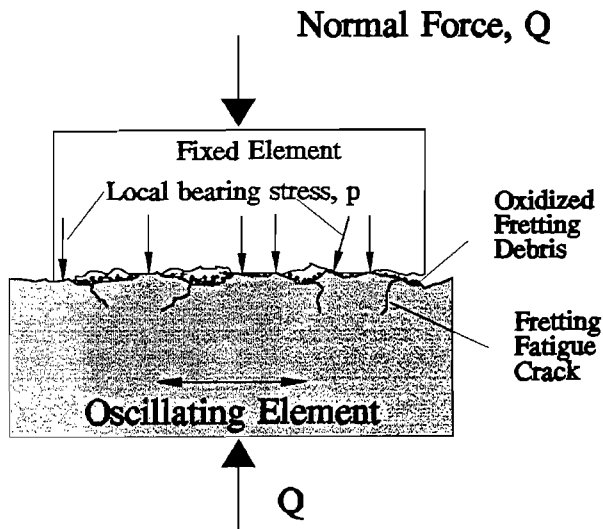 Normal Force, Q
Fixed Element
Local bearing stress, p
Oxidized
Fretting
Debris
Fretting
Fatigue
Crack
Oscillating Element
Q